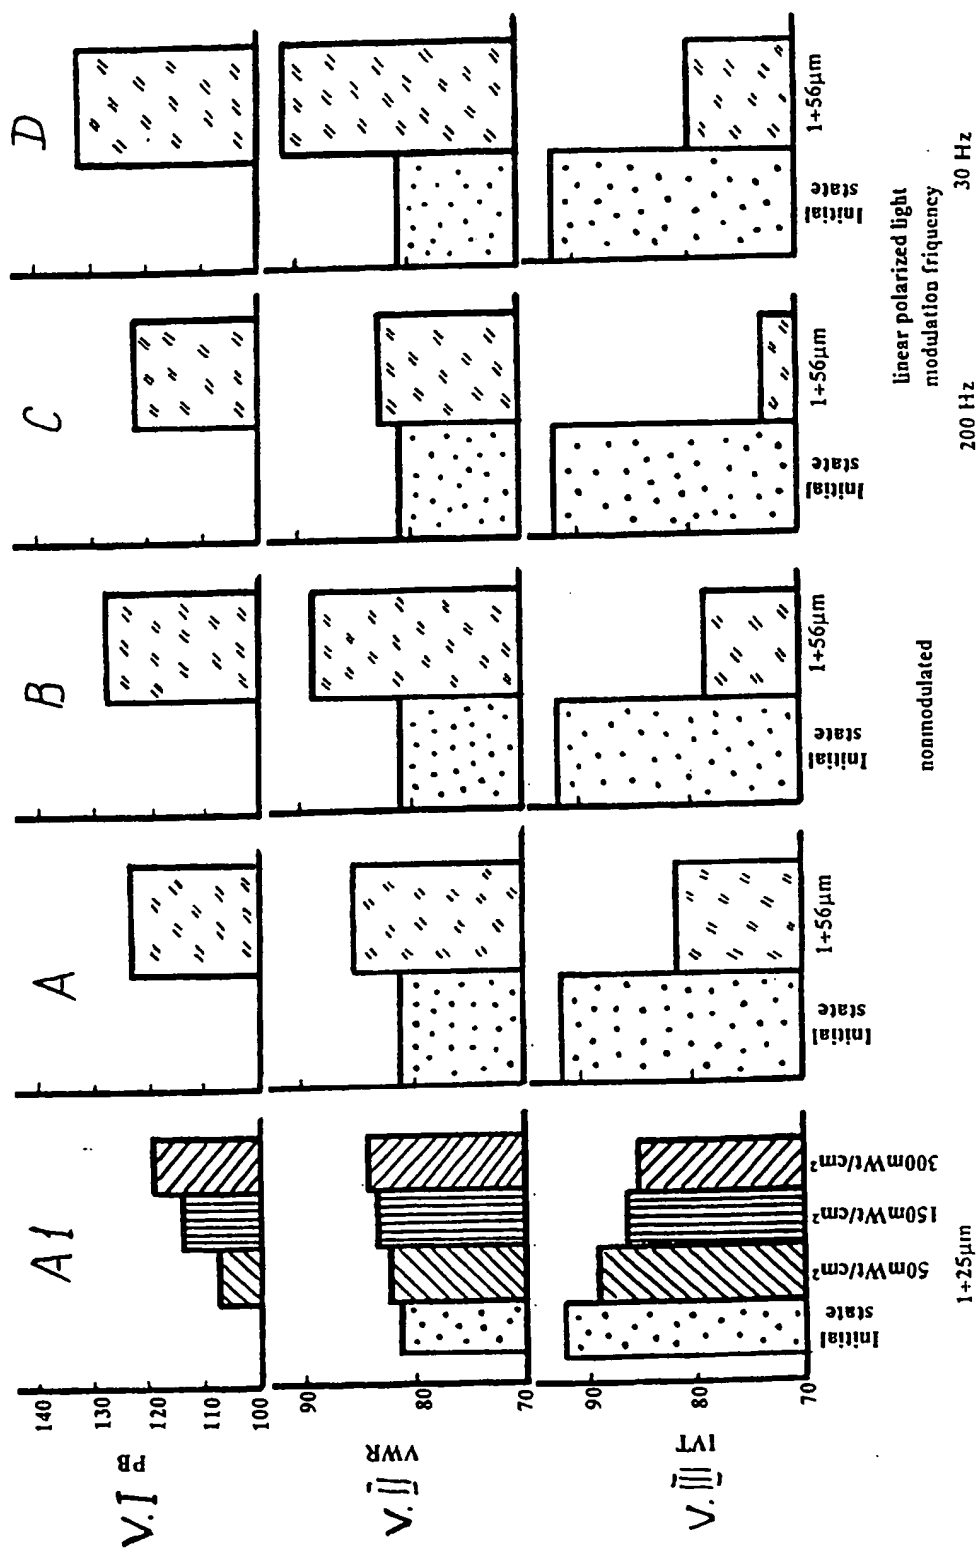 A1
A
B
C
D
V.I PB
140
130
120
110
100
V.II VWR
90
80
70
V.III IVT
90
80
70
Initial state
50mWt/cm²
150mWt/cm²
300mWt/cm²
1+25μm
Initial state
1+56μm
Initial state
1+56μm
nonmodulated
Initial state
1+56μm
200 Hz
Initial state
1+56μm
30 Hz
linear polarized light
modulation friquency